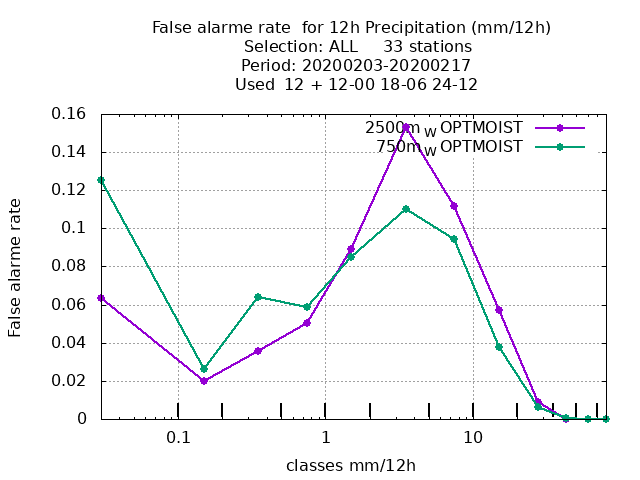 False alarme rate  for 12h Precipitation (mm/12h)
Selection: ALL     33 stations
Period: 20200203-20200217
Used  12 + 12-00 18-06 24-12
0.16
0.14
0.12
0.1
0.08
0.06
0.04
0.02
0
False alarme rate
2500m W OPTMOIST
750m W OPTMOIST
0.1 1 10
classes mm/12h